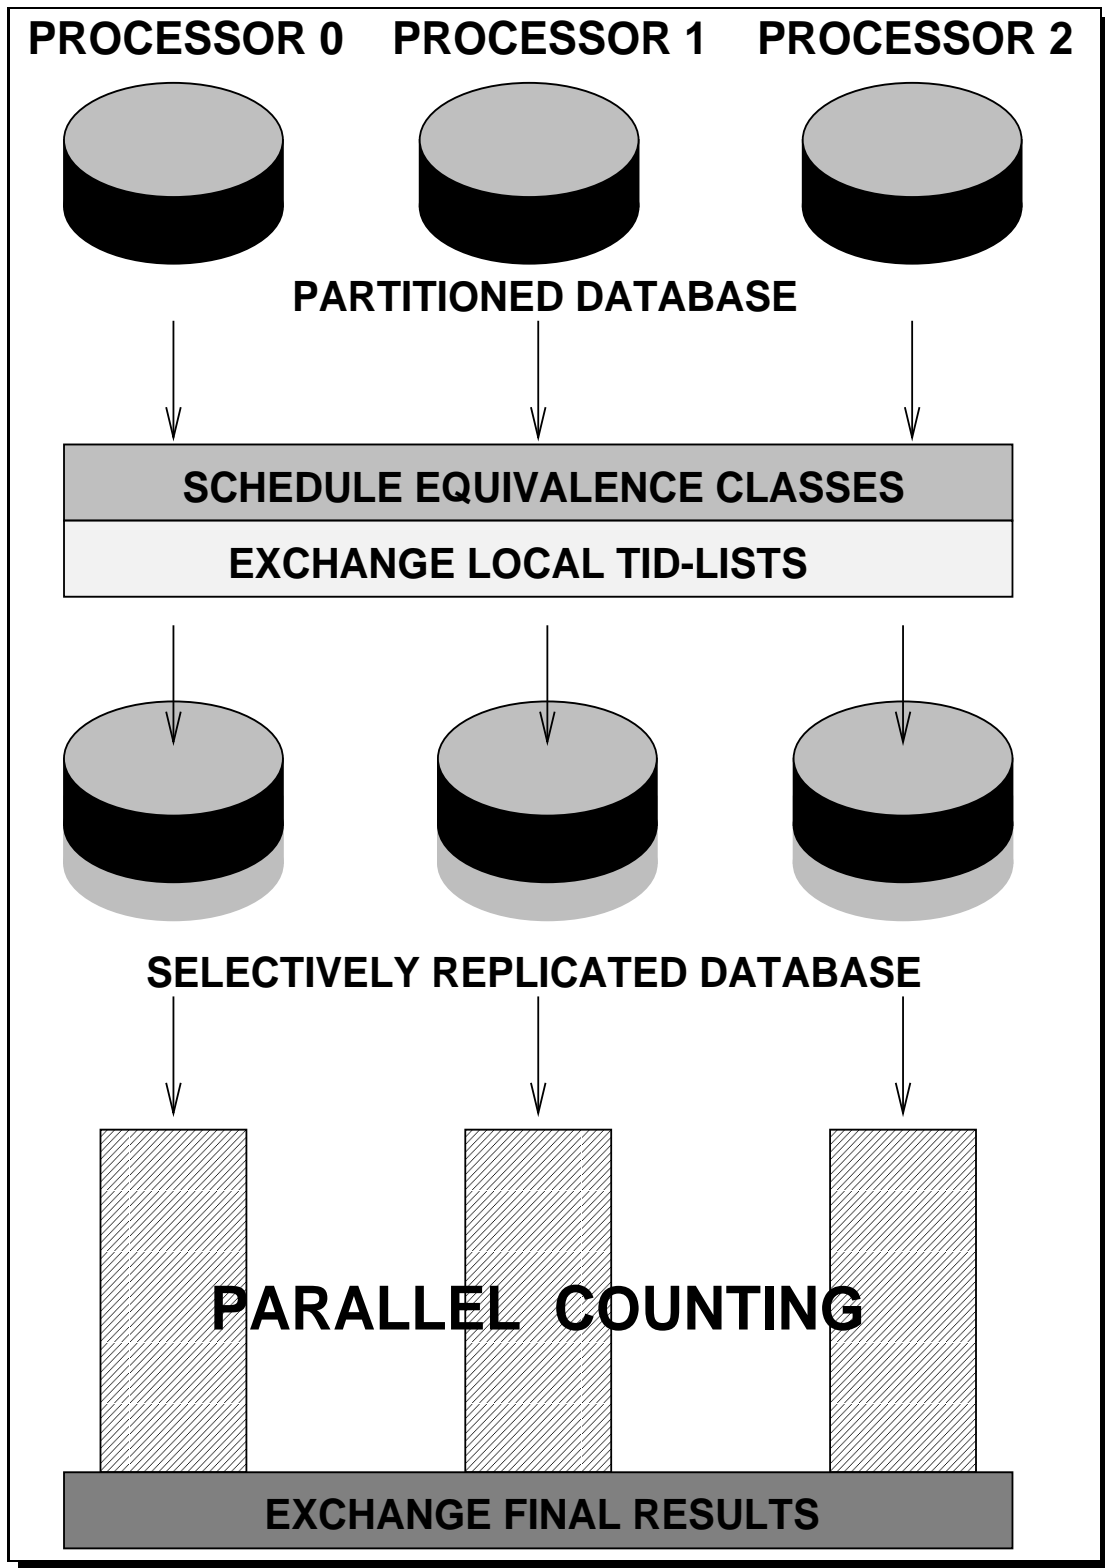 PROCESSOR 0 PROCESSOR 1 PROCESSOR 2
PARTITIONED DATABASE
SCHEDULE EQUIVALENCE CLASSES
EXCHANGE LOCAL TID-LISTS
SELECTIVELY REPLICATED DATABASE
PARALLEL COUNTING
EXCHANGE FINAL RESULTS